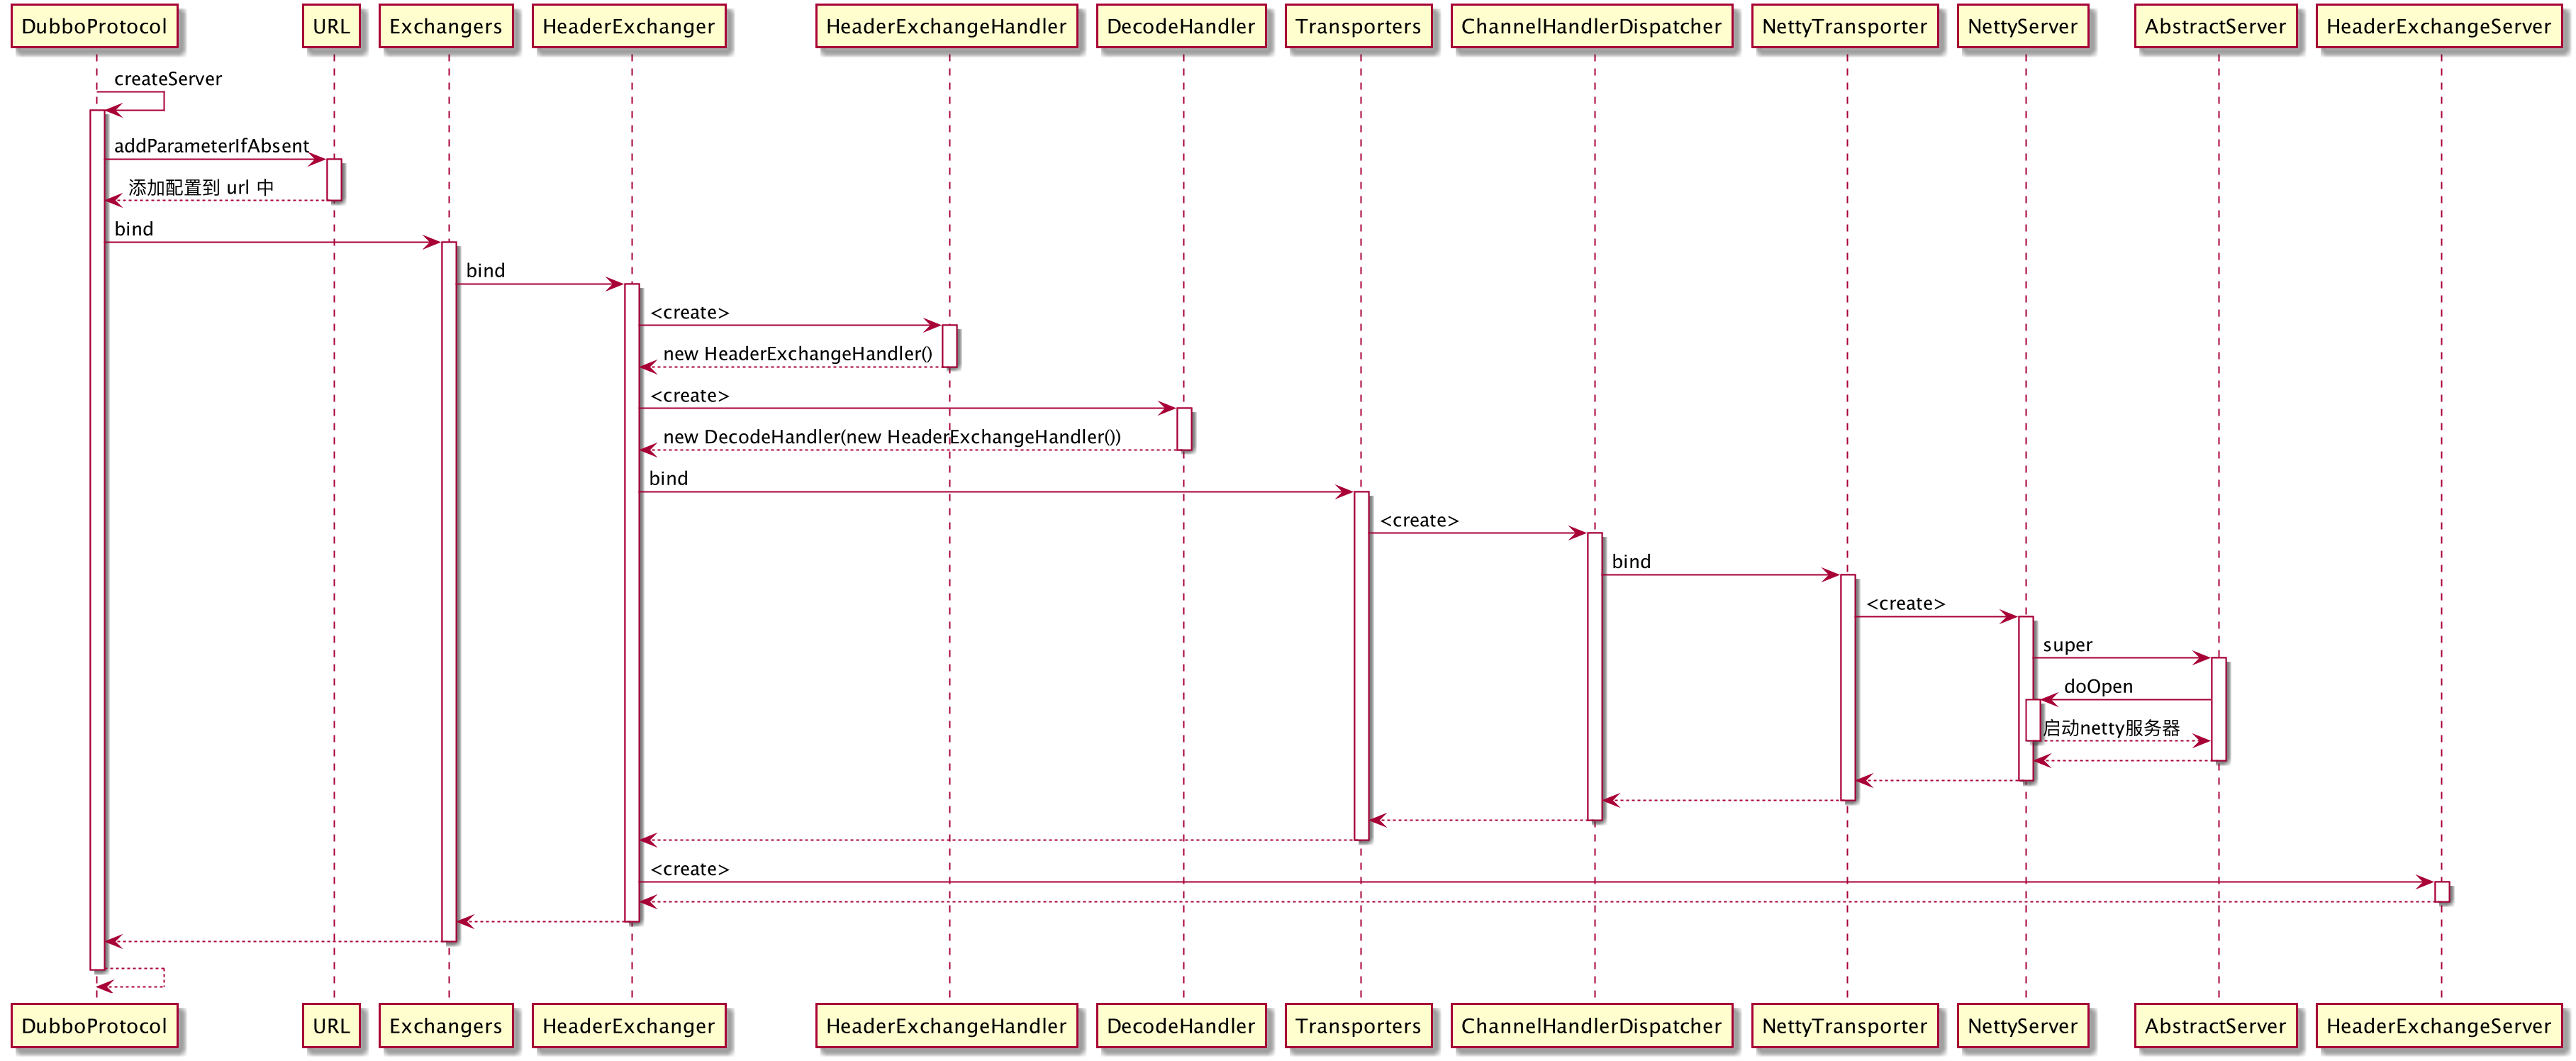 DubboProtocol URL Exchangers HeaderExchanger HeaderExchangeHandler DecodeHandler Transporters ChannelHandlerDispatcher NettyTransporter NettyServer AbstractServer HeaderExchangeServer
createServer
addParameterIfAbsent
添加配置到 url 中
bind
bind
<create>
new HeaderExchangeHandler()
<create>
new DecodeHandler(new HeaderExchangeHandler())
bind
<create>
bind
<create>
super
doOpen
启动netty服务器
<create>
DubboProtocol URL Exchangers HeaderExchanger HeaderExchangeHandler DecodeHandler Transporters ChannelHandlerDispatcher NettyTransporter NettyServer AbstractServer HeaderExchangeServer